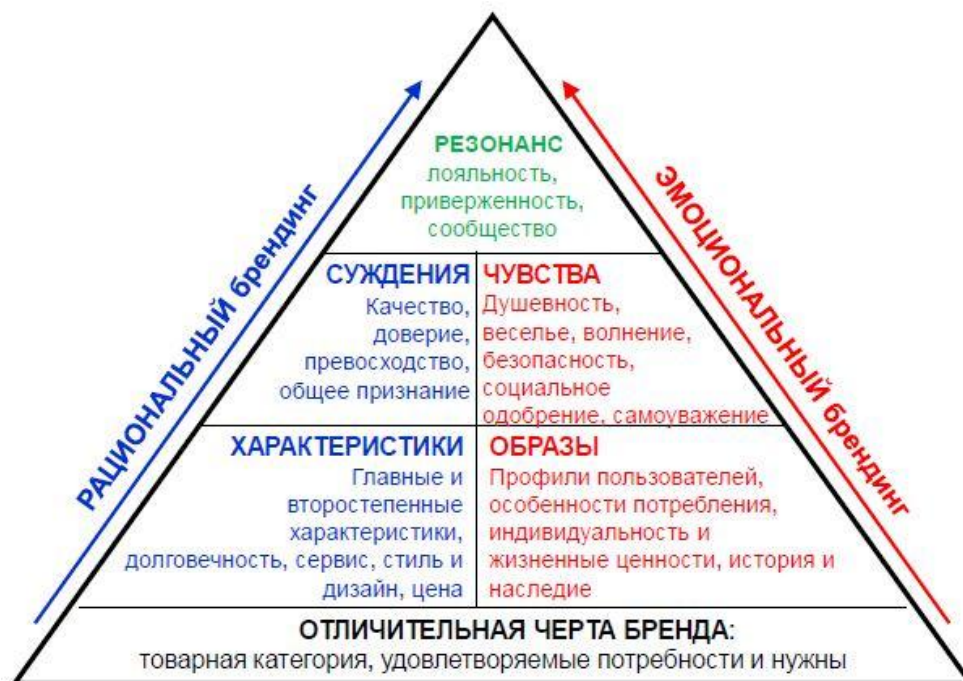 РАЦИОНАЛЬНЫЙ брендинг
ЭМОЦИОНАЛЬНЫЙ брендинг
РЕЗОНАНС
лояльность,
приверженность,
сообщество
СУЖДЕНИЯ
Качество,
доверие,
превосходство,
общее признание
ЧУВСТВА
Душевность,
веселье, волнение,
безопасность,
социальное
одобрение, самоуважение
ХАРАКТЕРИСТИКИ
Главные и
второстепенные
характеристики,
долговечность, сервис, стиль и
дизайн, цена
ОБРАЗЫ
Профили пользователей,
особенности потребления,
индивидуальность и
жизненные ценности, история и
наследие
ОТЛИЧИТЕЛЬНАЯ ЧЕРТА БРЕНДА:
товарная категория, удовлетворяемые потребности и нужны